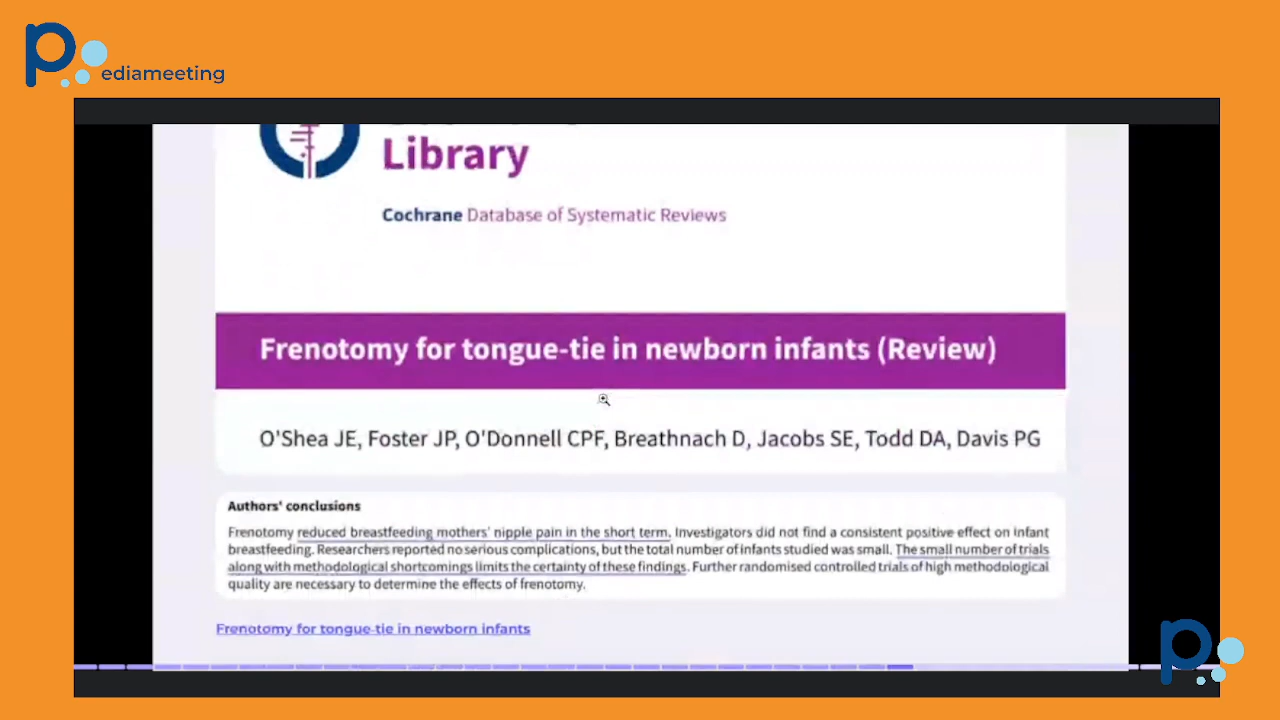 ediameeting
Library
Cochrane Database of Systematic Reviews
Frenotomy for tongue-tie in newborn infants (Review)
O'Shea JE, Foster JP, O'Donnell CPF, Breathnach D, Jacobs SE, Todd DA, Davis PG
Authors' conclusions
Frenotomy reduced breastfeeding mothers' nipple pain in the short term. Investigators did not find a consistent positive effect on infant
breastfeeding. Researchers reported no serious complications, but the total number of infants studied was small. The small number of trials
along with methodological shortcomings limits the certainty of these findings. Further randomised controlled trials of high methodological
quality are necessary to determine the effects of frenotomy.
Frenotomy for tongue-tie in newborn infants